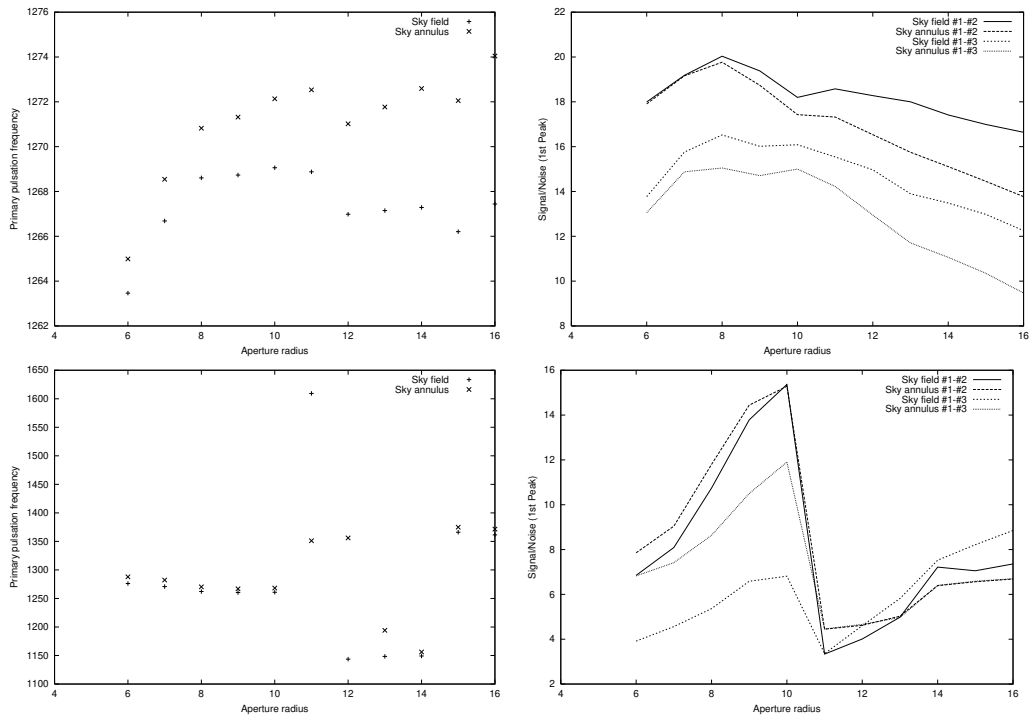 1276
1274
1272
1270
1268
1266
1264
1262
4 6 8 10 12 14 16
Primary pulsation frequency
Aperture radius
Sky field
Sky annulus
22
20
18
16
14
12
10
8
4 6 8 10 12 14 16
Signal/Noise (1st Peak)
Aperture radius
Sky field #1-#2
Sky annulus #1-#2
Sky field #1-#3
Sky annulus #1-#3
1650
1600
1550
1500
1450
1400
1350
1300
1250
1200
1150
1100
4 6 8 10 12 14 16
Primary pulsation frequency
Aperture radius
Sky field
Sky annulus
16
14
12
10
8
6
4
2
4 6 8 10 12 14 16
Signal/Noise (1st Peak)
Aperture radius
Sky field #1-#2
Sky annulus #1-#2
Sky field #1-#3
Sky annulus #1-#3